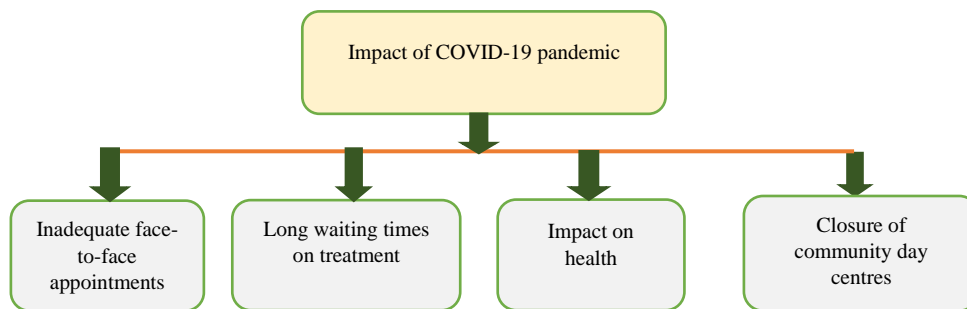 Impact of COVID-19 pandemic
Inadequate face-
to-face
appointments
Long waiting times
on treatment
Impact on
health
Closure of
community day
centres